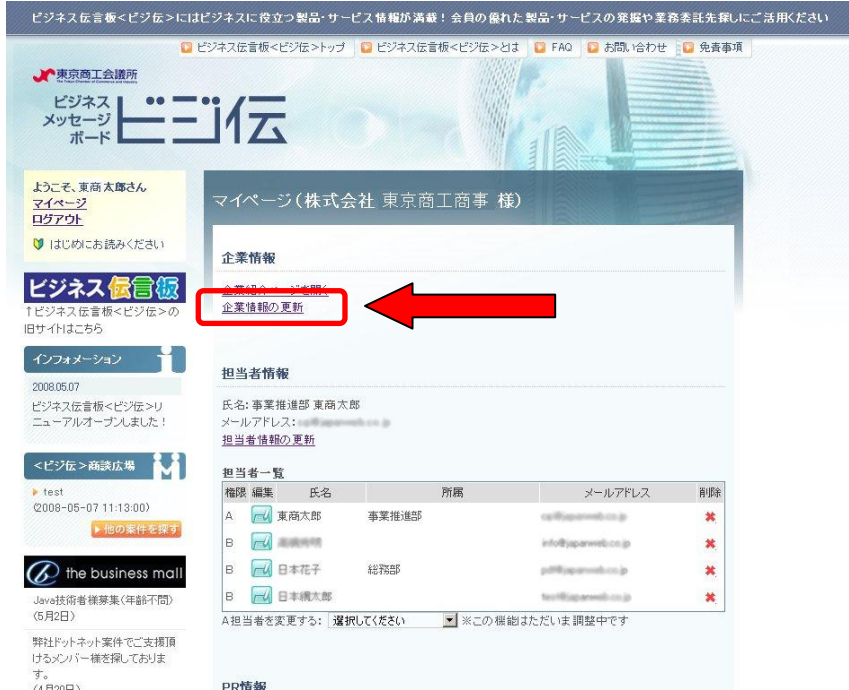 ビジネス伝言板<ビジ伝>にはビジネスに役立つ製品・サービス情報が満載！会員の優れた製品・サービスの発掘や業務委託先探しにご活用ください
ビジネス伝言板<ビジ伝>トップ ビジネス伝言板<ビジ伝>とは FAQ お問い合わせ 免責事項
東京商工会議所
ビジネス
メッセージ
ボード
ビジ伝
ようこそ、東商 太郎さん
マイページ
ログアウト
はじめにお読みください
ビジネス伝言板
↑ビジネス伝言板<ビジ伝>の
旧サイトはこちら
インフォメーション
2008.05.07
ビジネス伝言板<ビジ伝>リ
ニューアルオープンしました！
<ビジ伝>商談広場
test
(2008-05-07 11:13:00)
他の案件を探す
the business mall
Java技術者様募集(年齢不問)
(5月2日)
弊社ドットネット案件でご支援頂
けるメンバー様を探しておりま
す。
マイページ(株式会社 東京商工商事 様)
企業情報
企業紹介ページを開く
企業情報の更新
担当者情報
氏名: 事業推進部 東商太郎
メールアドレス:
担当者情報の更新
担当者一覧
権限 編集 氏名 所属 メールアドレス 削除
A 東商太郎 事業推進部
B
B 日本花子 総務部
B 日本橋太郎
A担当者を変更する: 選択してください ※この機能はただいま調整中です
PR情報